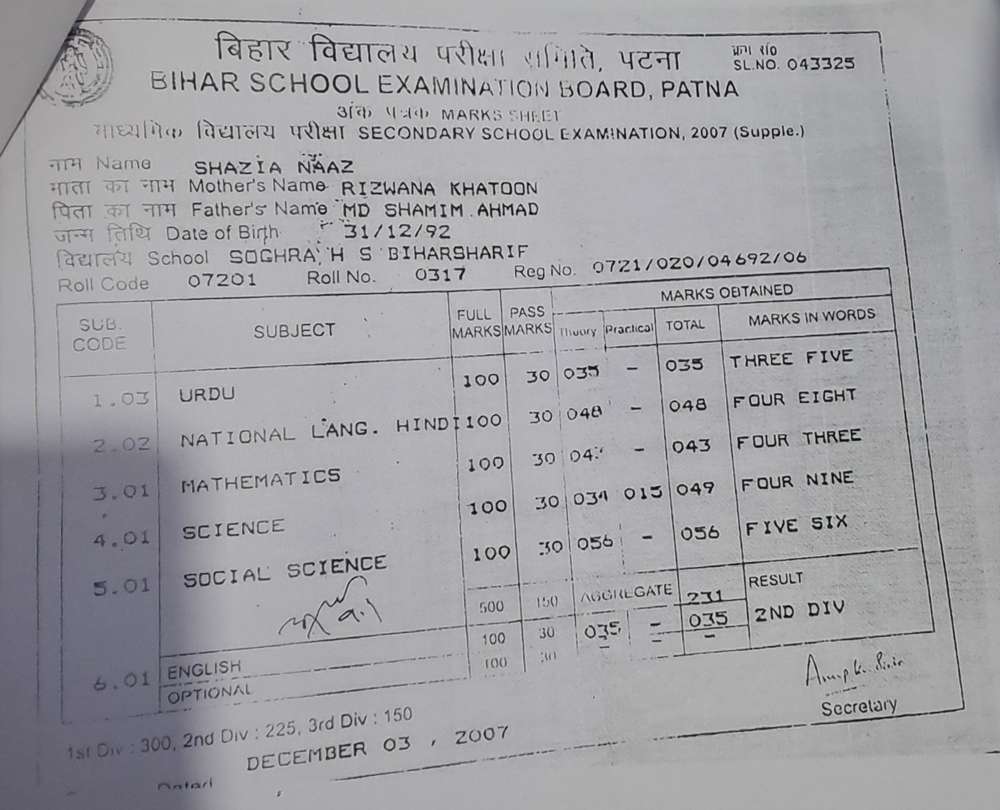 बिहार विद्यालय परीक्षा समिति, पटना
क्रम सं०
SL.NO. 043325
BIHAR SCHOOL EXAMINATION BOARD, PATNA
अंक पत्रक MARKS SHEET
माध्यमिक विद्यालय परीक्षा SECONDARY SCHOOL EXAMINATION, 2007 (Supple.)
नाम Name SHAZIA NAAZ
माता का नाम Mother's Name RIZWANA KHATOON
पिता का नाम Father's Name MD SHAMIM AHMAD
जन्म तिथि Date of Birth 31/12/92
विद्यालय School SOGHRA H S BIHARSHARIF
Roll Code 07201 Roll No. 0317 Reg No. 0721/020/04692/06
SUB. CODE SUBJECT FULL MARKS PASS MARKS MARKS OBTAINED
Theory Practical TOTAL MARKS IN WORDS
1.03 URDU 100 30 035 - 035 THREE FIVE
2.02 NATIONAL LANG. HINDI 100 30 048 - 048 FOUR EIGHT
3.01 MATHEMATICS 100 30 - 043 FOUR THREE
4.01 SCIENCE 100 30 034 015 049 FOUR NINE
5.01 SOCIAL SCIENCE 100 30 056 - 056 FIVE SIX
500 150 AGGREGATE 231 RESULT
6.01 ENGLISH 100 30 035 - 035 2ND DIV
OPTIONAL 100 30 - - -
Secretary
1st Div : 300, 2nd Div : 225, 3rd Div : 150
DECEMBER 03 , 2007